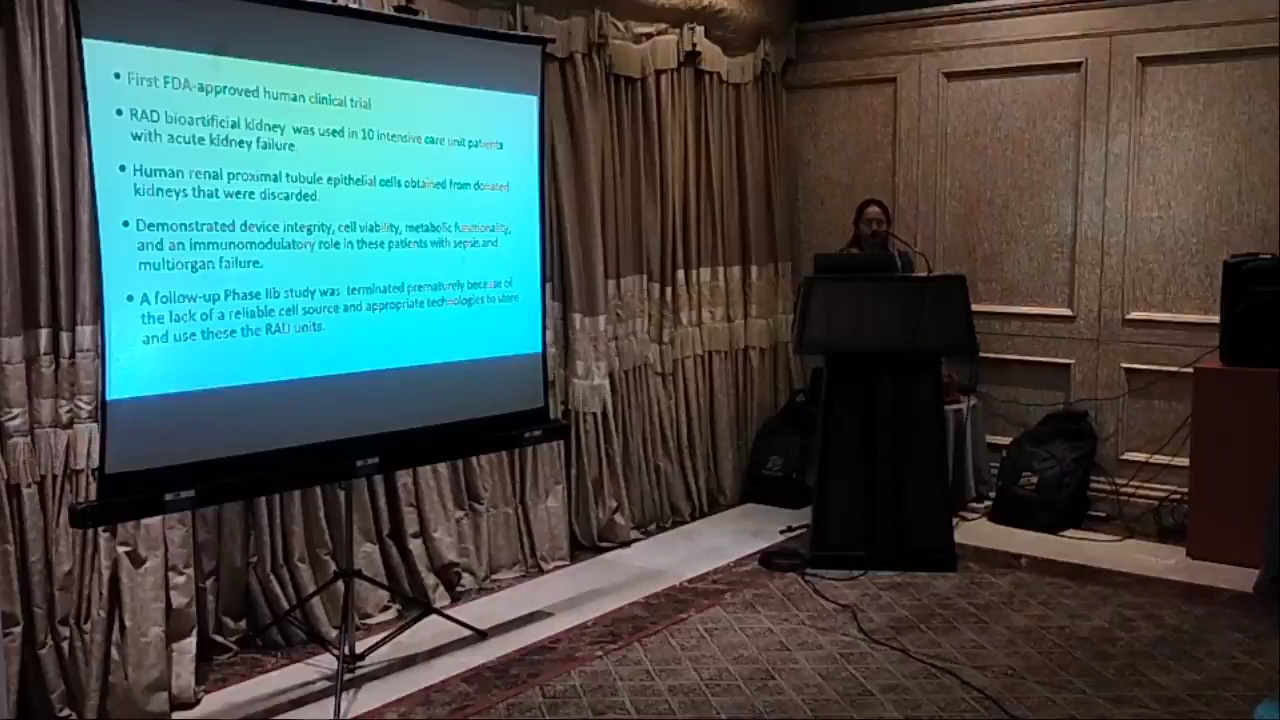 • First FDA-approved human clinical trial
• RAD bioartificial kidney was used in 10 intensive care unit patients
with acute kidney failure
• Human renal proximal tubule epithelial cells obtained from donated
kidneys that were discarded.
• Demonstrated device integrity, cell viability, metabolic functionality,
and an immunomodulatory role in these patients with sepsis and
multiorgan failure.
• A follow-up Phase IIb study was terminated prematurely because of
the lack of a reliable cell source and appropriate technologies to store
and use these the RAD units.